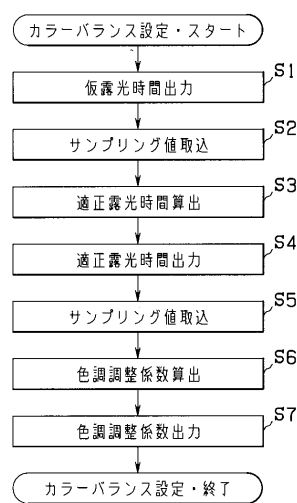 カラーバランス設定・スタート
S1
仮露光時間出力
S2
サンプリング値取込
S3
適正露光時間算出
S4
適正露光時間出力
S5
サンプリング値取込
S6
色調調整係数算出
S7
色調調整係数出力
カラーバランス設定・終了